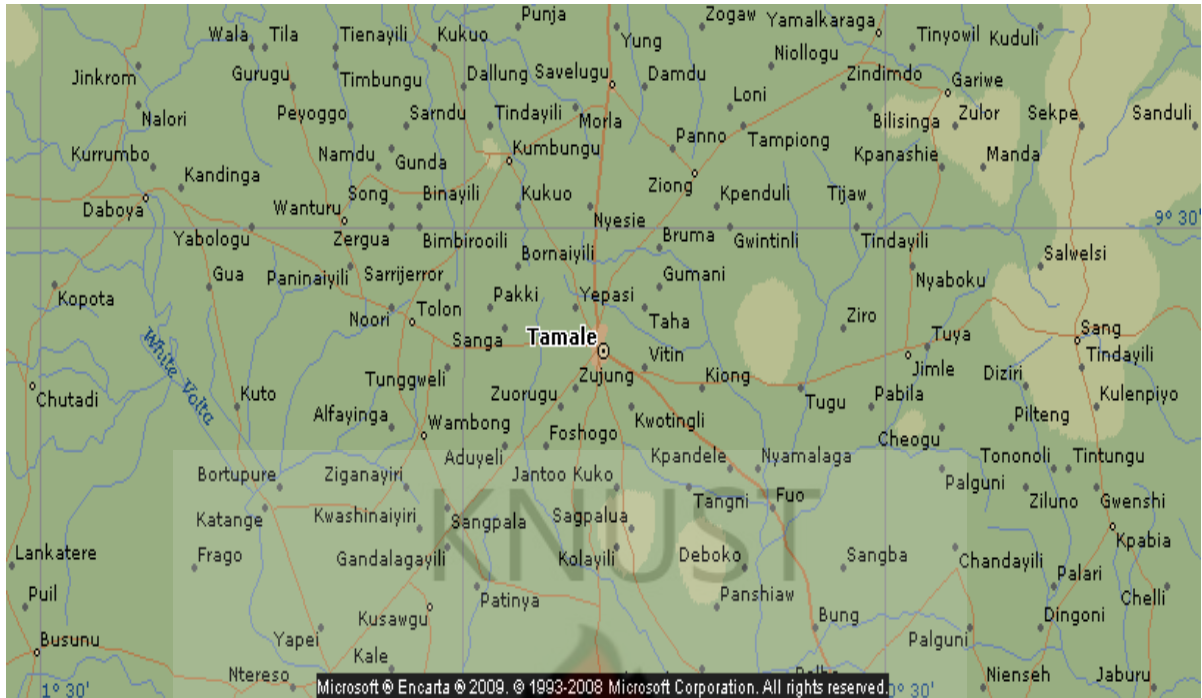 Punja
Zogaw
Yamalkaraga
Wala
Tila
Tienayili
Kukuo
Yung
Niollogu
Tinyowil
Kuduli
Jinkrom
Gurugu
Timbungu
Dallung
Savelugu
Damdu
Zindimdo
Gariwe
Nalori
Peyoggo
Sarndu
Tindayili
Morla
Loni
Bilisinga
Zulor
Sekpe
Sanduli
Panno
Tampiong
Kurrumbo
Namdu
Gunda
Kumbungu
Kpanashie
Manda
Kandinga
Song
Binayili
Kukuo
Ziong
Kpenduli
Tijaw
Daboya
Wanturu
Nyesie
9° 30'
Yabologu
Zergua
Bimbirooili
Bruma
Gwintinli
Tindayili
Bornaiyili
Salwelsi
Gua
Paninaiyili
Sarrijerror
Gumani
Nyaboku
Kopota
Pakki
Yepasi
Noori
Tolon
Taha
Ziro
Sang
Tamale
Sanga
Tuya
White Volta
Vitin
Tindayili
Tunggweli
Zujung
Kiong
Jimle
Diziri
Chutadi
Kuto
Zuorugu
Tugu
Pabila
Kulenpiyo
Alfayinga
Wambong
Kwotingli
Pilteng
Foshogo
Cheogu
Aduyeli
Kpandele
Nyamalaga
Tononoli
Tintungu
Bortupure
Ziganayiri
Jantoo Kuko
Palguni
KNUST
Tangni
Fuo
Ziluno
Gwenshi
Katange
Kwashinaiyiri
Sangpala
Sagpalua
Kpabia
Lankatere
Frago
Gandalagayili
Kolayili
Deboko
Sangba
Chandayili
Palari
Puil
Patinya
Panshiaw
Chelli
Kusawgu
Bung
Dingoni
Busunu
Yapei
Palguni
Kale
Ntereso
Nienseh
Jaburu
1° 30'
Microsoft ® Encarta ® 2009. © 1993-2008 Microsoft Corporation. All rights reserved.
0° 30'